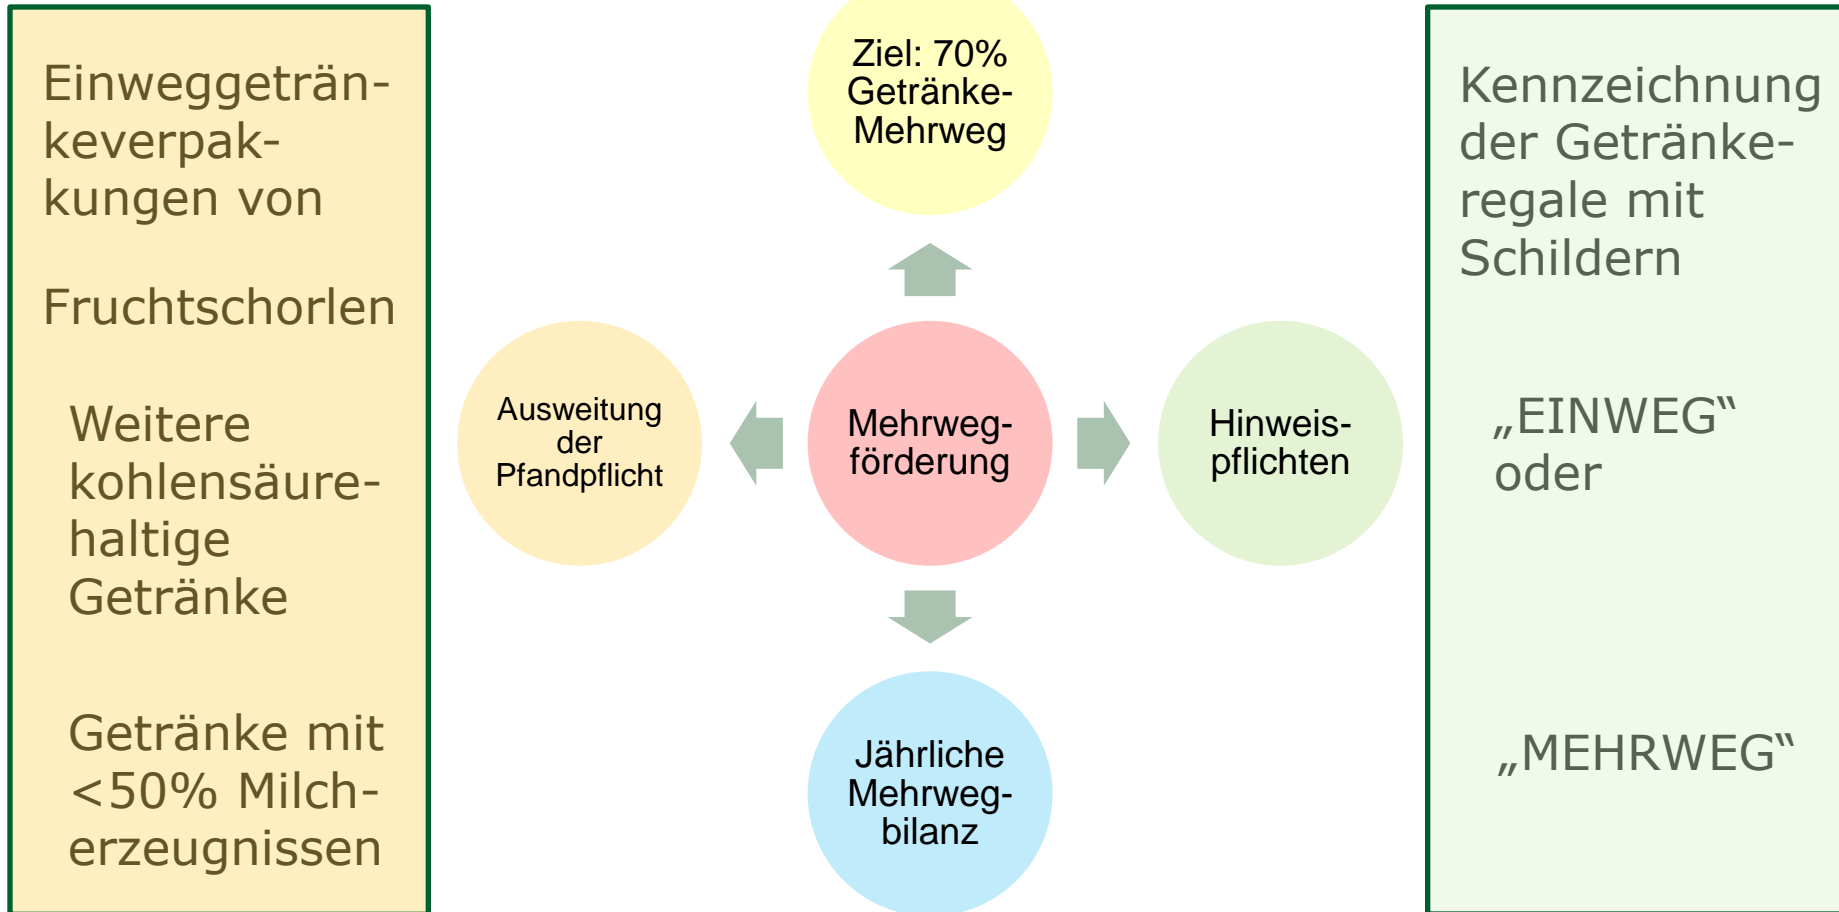 Einweggeträn-
keverpak-
kungen von
Fruchtschorlen
Weitere
kohlensäure-
haltige
Getränke
Getränke mit
<50% Milch-
erzeugnissen
Ziel: 70%
Getränke-
Mehrweg
Ausweitung
der
Pfandpflicht
Mehrweg-
förderung
Hinweis-
pflichten
Jährliche
Mehrweg-
bilanz
Kennzeichnung
der Getränke-
regale mit
Schildern
„EINWEG“
oder
„MEHRWEG“